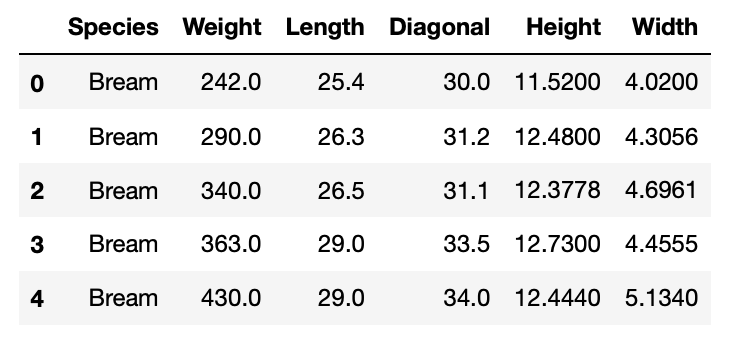 Species Weight Length Diagonal Height Width
0 Bream 242.0 25.4 30.0 11.5200 4.0200
1 Bream 290.0 26.3 31.2 12.4800 4.3056
2 Bream 340.0 26.5 31.1 12.3778 4.6961
3 Bream 363.0 29.0 33.5 12.7300 4.4555
4 Bream 430.0 29.0 34.0 12.4440 5.1340